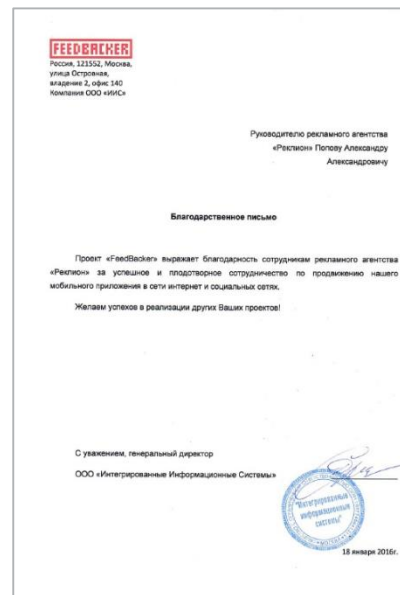 FEEDBACKER
Россия, 121552, Москва,
улица Островная,
владение 2, офис 140
Компания ООО «ИИС»
Руководителю рекламного агентства
«Реклион» Попову Александру
Александровичу
Благодарственное письмо
Проект «FeedBacker» выражает благодарность сотрудникам рекламного агентства
«Реклион» за успешное и плодотворное сотрудничество по продвижению нашего
мобильного приложения в сети интернет и социальных сетях.
Желаем успехов в реализации других Ваших проектов!
С уважением, генеральный директор
ООО «Интегрированные Информационные Системы»
"Интегрированные
информационные
системы"
18 января 2016г.